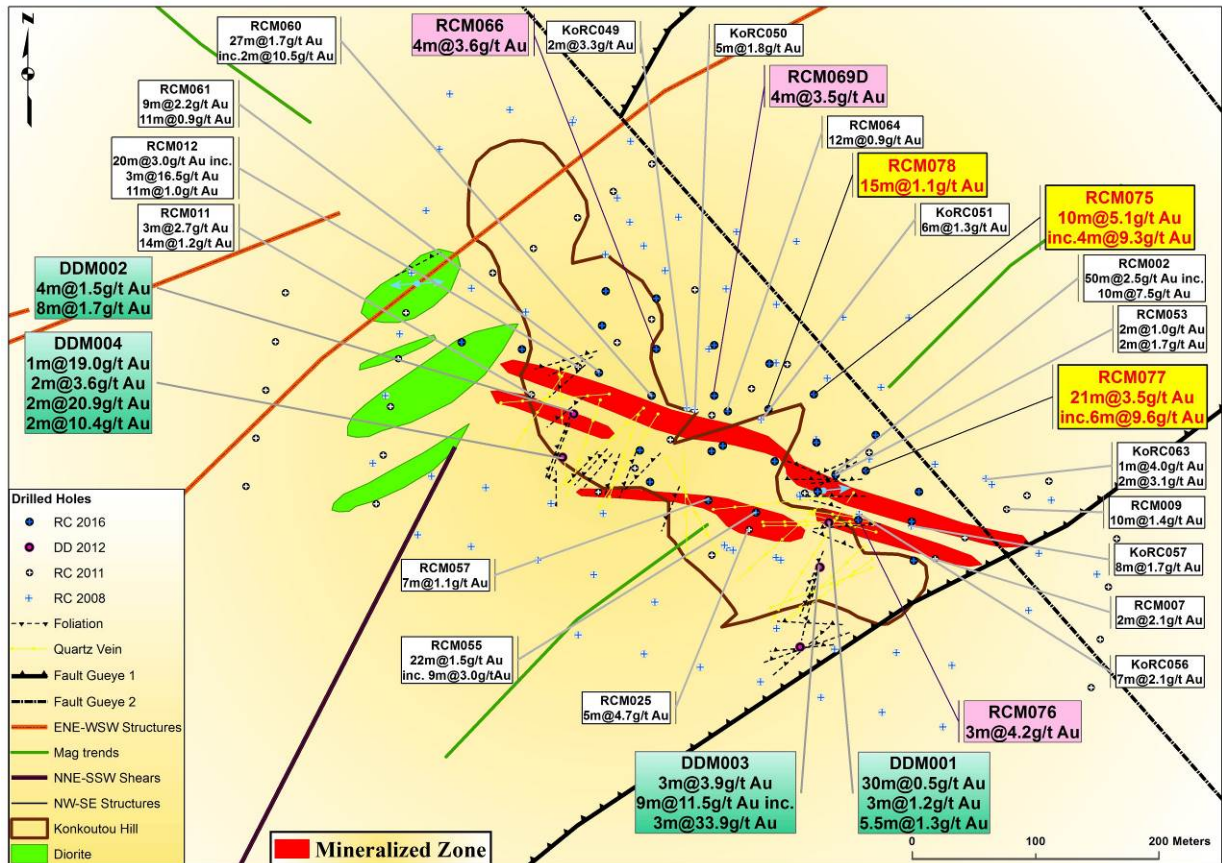 RCM060
27m@1.7g/t Au
inc.2m@10.5g/t Au
RCM066
4m@3.6g/t Au
KoRC049
2m@3.3g/t Au
KoRC050
5m@1.8g/t Au
Z
RCM061
9m@2.2g/t Au
11m@0.9g/t Au
RCM069D
4m@3.5g/t Au
RCM064
12m@0.9g/t Au
RCM012
20m@3.0g/t Au inc.
3m@16.5g/t Au
11m@1.0g/t Au
RCM078
15m@1.1g/t Au
RCM075
10m@5.1g/t Au
inc.4m@9.3g/t Au
RCM011
3m@2.7g/t Au
14m@1.2g/t Au
KoRC051
6m@1.3g/t Au
DDM002
4m@1.5g/t Au
8m@1.7g/t Au
RCM002
50m@2.5g/t Au inc.
10m@7.5g/t Au
RCM053
2m@1.0g/t Au
2m@1.7g/t Au
DDM004
1m@19.0g/t Au
2m@3.6g/t Au
2m@20.9g/t Au
2m@10.4g/t Au
RCM077
21m@3.5g/t Au
inc.6m@9.6g/t Au
KoRC063
1m@4.0g/t Au
2m@3.1g/t Au
RCM009
10m@1.4g/t Au
KoRC057
8m@1.7g/t Au
RCM007
2m@2.1g/t Au
KoRC056
7m@2.1g/t Au
RCM057
7m@1.1g/t Au
RCM055
22m@1.5g/t Au
inc. 9m@3.0g/tAu
RCM025
5m@4.7g/t Au
RCM076
3m@4.2g/t Au
DDM003
3m@3.9g/t Au
9m@11.5g/t Au inc.
3m@33.9g/t Au
DDM001
30m@0.5g/t Au
3m@1.2g/t Au
5.5m@1.3g/t Au
Drilled Holes
RC 2016
DD 2012
RC 2011
RC 2008
Foliation
Quartz Vein
Fault Gueye 1
Fault Gueye 2
ENE-WSW Structures
Mag trends
NNE-SSW Shears
NW-SE Structures
Konkoutou Hill
Diorite
Mineralized Zone
0 100 200 Meters